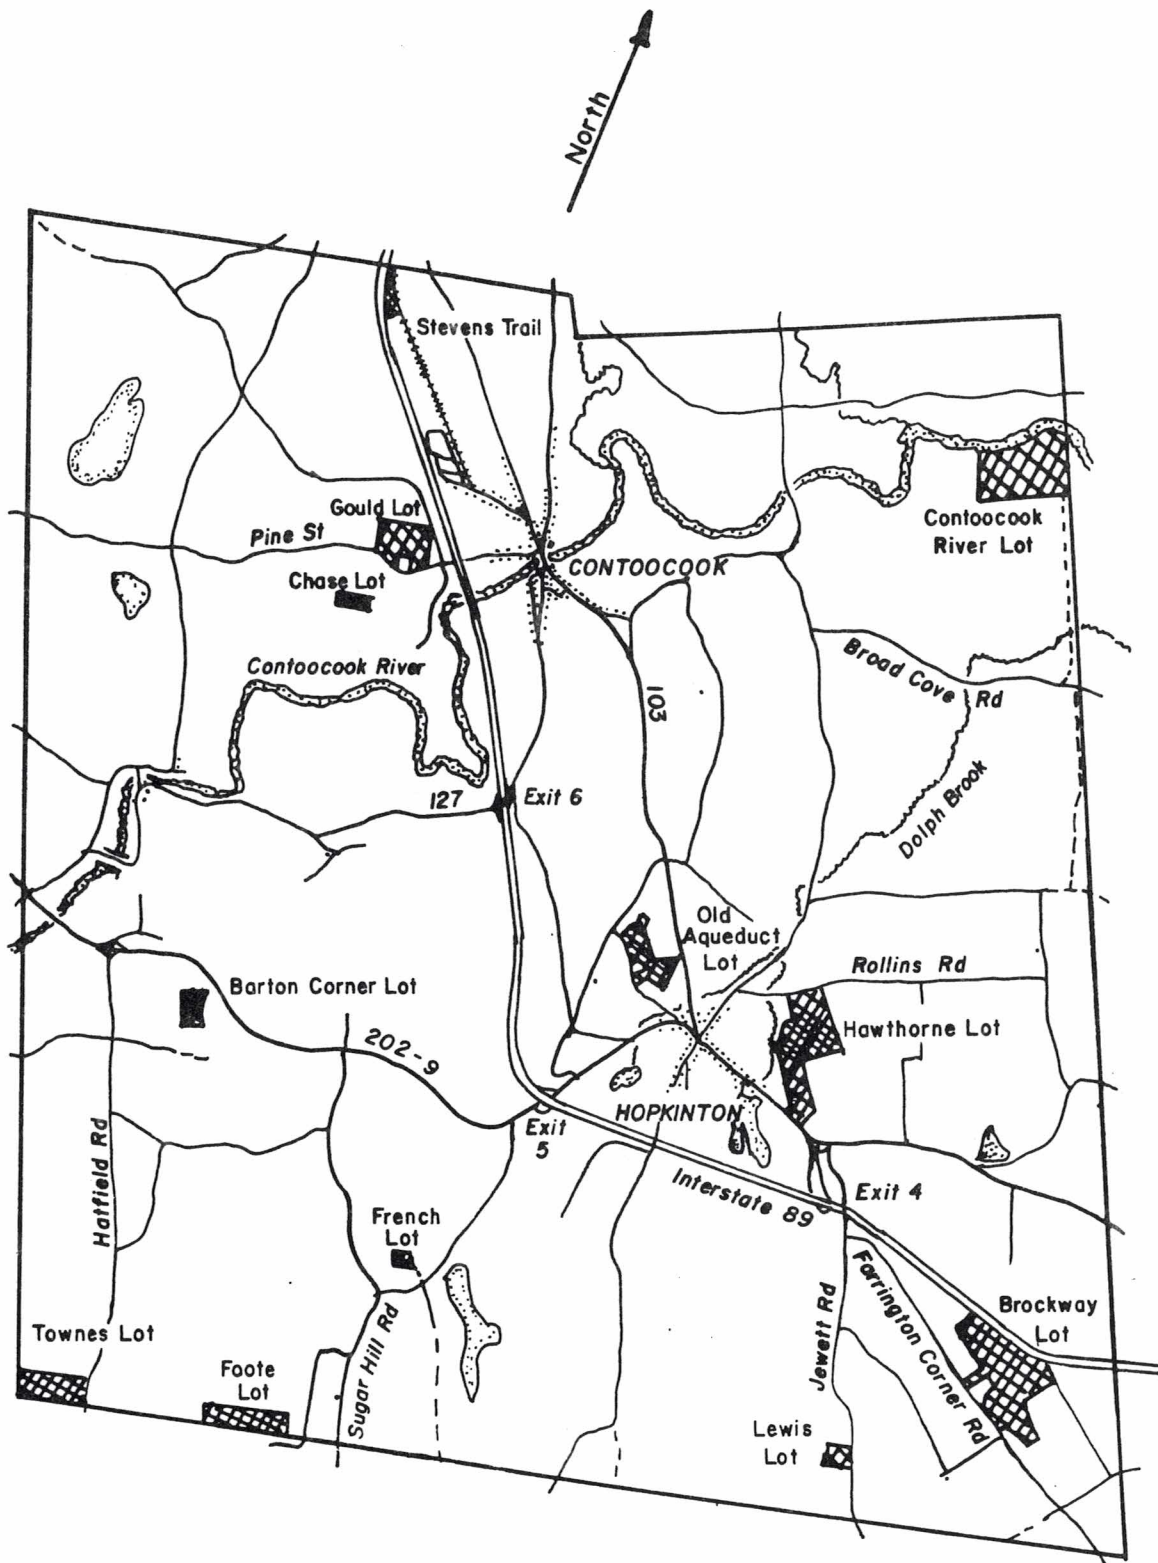 North
Stevens Trail
Gould Lot
Pine St
Chase Lot
CONTOOCOOK
Contoocook
River Lot
Contoocook River
Broad Cove Rd
103
127
Exit 6
Dolph Brook
Old
Aqueduct
Lot
Rollins Rd
Barton Corner Lot
Hawthorne Lot
202-9
HOPKINTON
Exit
5
Hatfield Rd
Interstate 89
Exit 4
French
Lot
Farrington Corner Rd
Jewett Rd
Brockway
Lot
Townes Lot
Foote
Lot
Sugar Hill Rd
Lewis
Lot